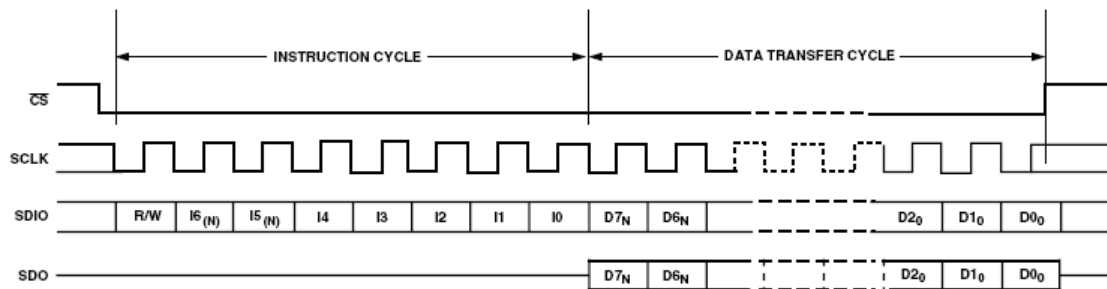 INSTRUCTION CYCLE DATA TRANSFER CYCLE
CS
SCLK
SDIO R/W I6(N) I5(N) I4 I3 I2 I1 I0 D7N D6N D20 D10 D00
SDO D7N D6N D20 D10 D00